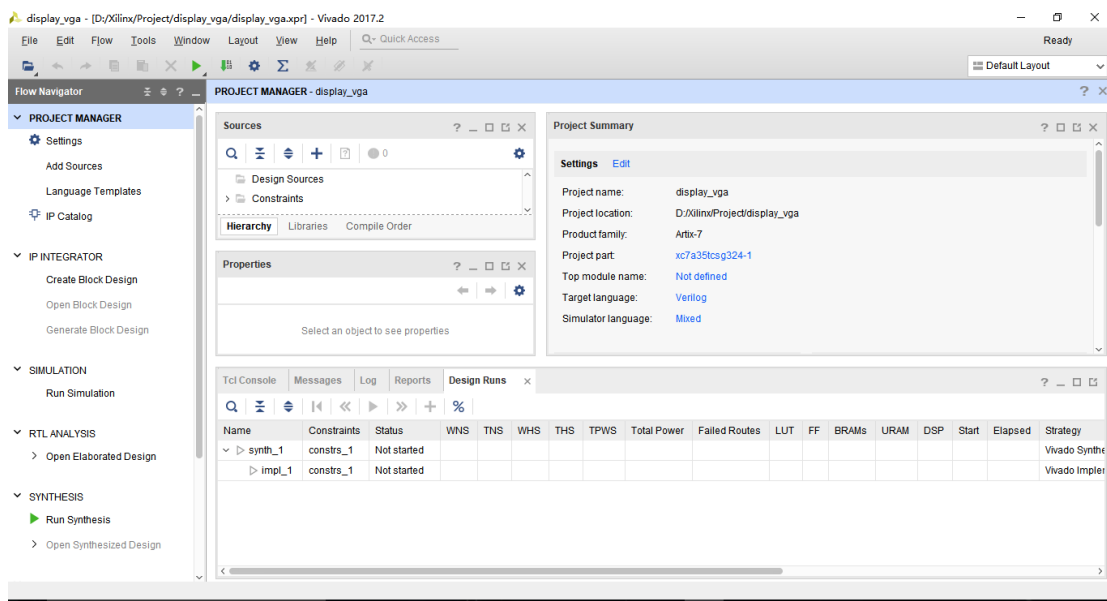 display_vga - [D:/Xilinx/Project/display_vga/display_vga.xpr] - Vivado 2017.2
File Edit Flow Tools Window Layout View Help Quick Access Ready
Default Layout
Flow Navigator
PROJECT MANAGER
Settings
Add Sources
Language Templates
IP Catalog
IP INTEGRATOR
Create Block Design
Open Block Design
Generate Block Design
SIMULATION
Run Simulation
RTL ANALYSIS
Open Elaborated Design
SYNTHESIS
Run Synthesis
Open Synthesized Design
PROJECT MANAGER - display_vga
Sources
0
Design Sources
Constraints
Hierarchy Libraries Compile Order
Properties
Select an object to see properties
Project Summary
Settings Edit
Project name: display_vga
Project location: D:/Xilinx/Project/display_vga
Product family: Artix-7
Project part: xc7a35tcsg324-1
Top module name: Not defined
Target language: Verilog
Simulator language: Mixed
Tcl Console Messages Log Reports Design Runs
Name Constraints Status WNS TNS WHS THS TPWS Total Power Failed Routes LUT FF BRAMs URAM DSP Start Elapsed Strategy
synth_1 constrs_1 Not started Vivado Synthe
impl_1 constrs_1 Not started Vivado Impler